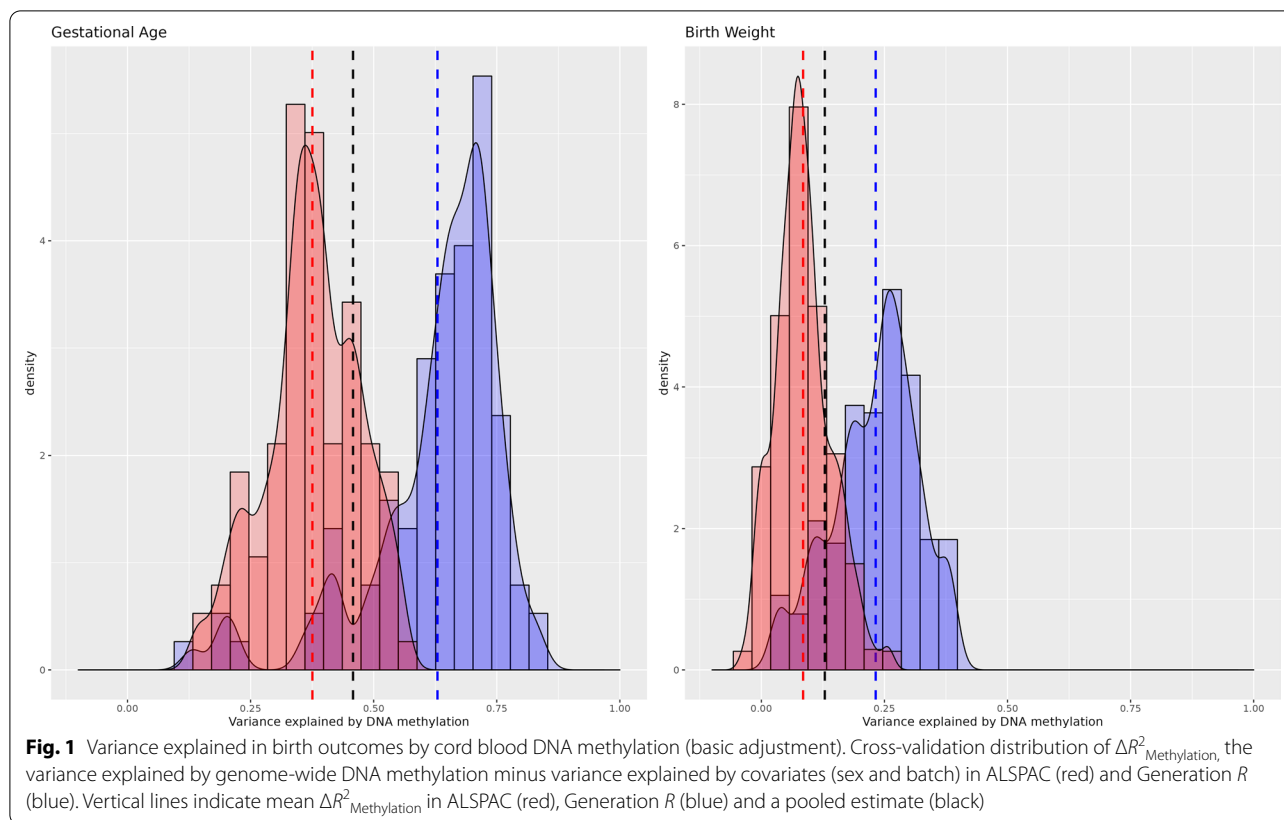 Gestational Age
density
4
2
0
0.00 0.25 0.50 0.75 1.00
Variance explained by DNA methylation
Birth Weight
density
8
6
4
2
0
0.00 0.25 0.50 0.75 1.00
Variance explained by DNA methylation
Fig. 1 Variance explained in birth outcomes by cord blood DNA methylation (basic adjustment). Cross-validation distribution of ΔR²Methylation, the
variance explained by genome-wide DNA methylation minus variance explained by covariates (sex and batch) in ALSPAC (red) and Generation R
(blue). Vertical lines indicate mean ΔR²Methylation in ALSPAC (red), Generation R (blue) and a pooled estimate (black)